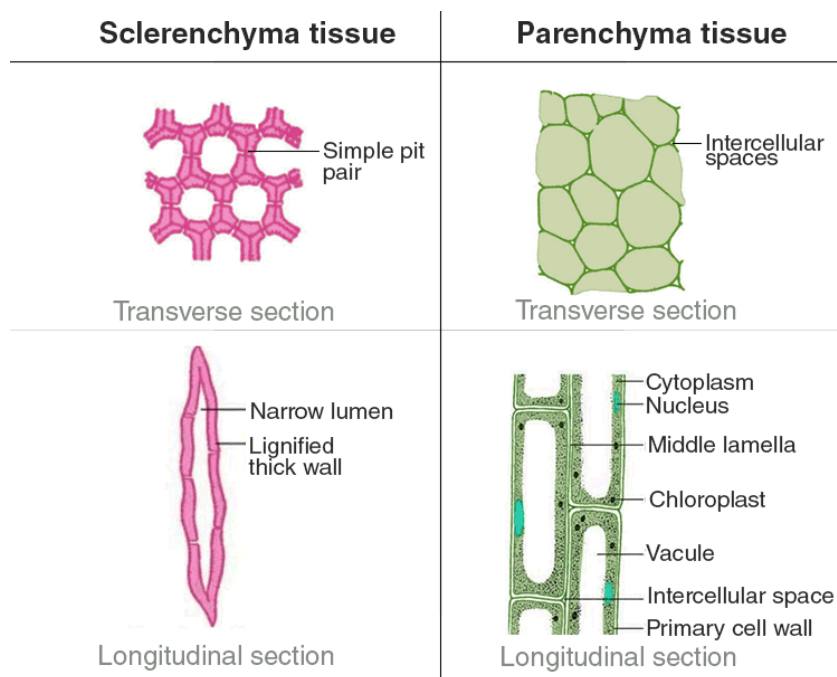 Sclerenchyma tissue
Parenchyma tissue
Simple pit
pair
Transverse section
Intercellular
spaces
Transverse section
Narrow lumen
Lignified
thick wall
Longitudinal section
Cytoplasm
Nucleus
Middle lamella
Chloroplast
Vacule
Intercellular space
Primary cell wall
Longitudinal section